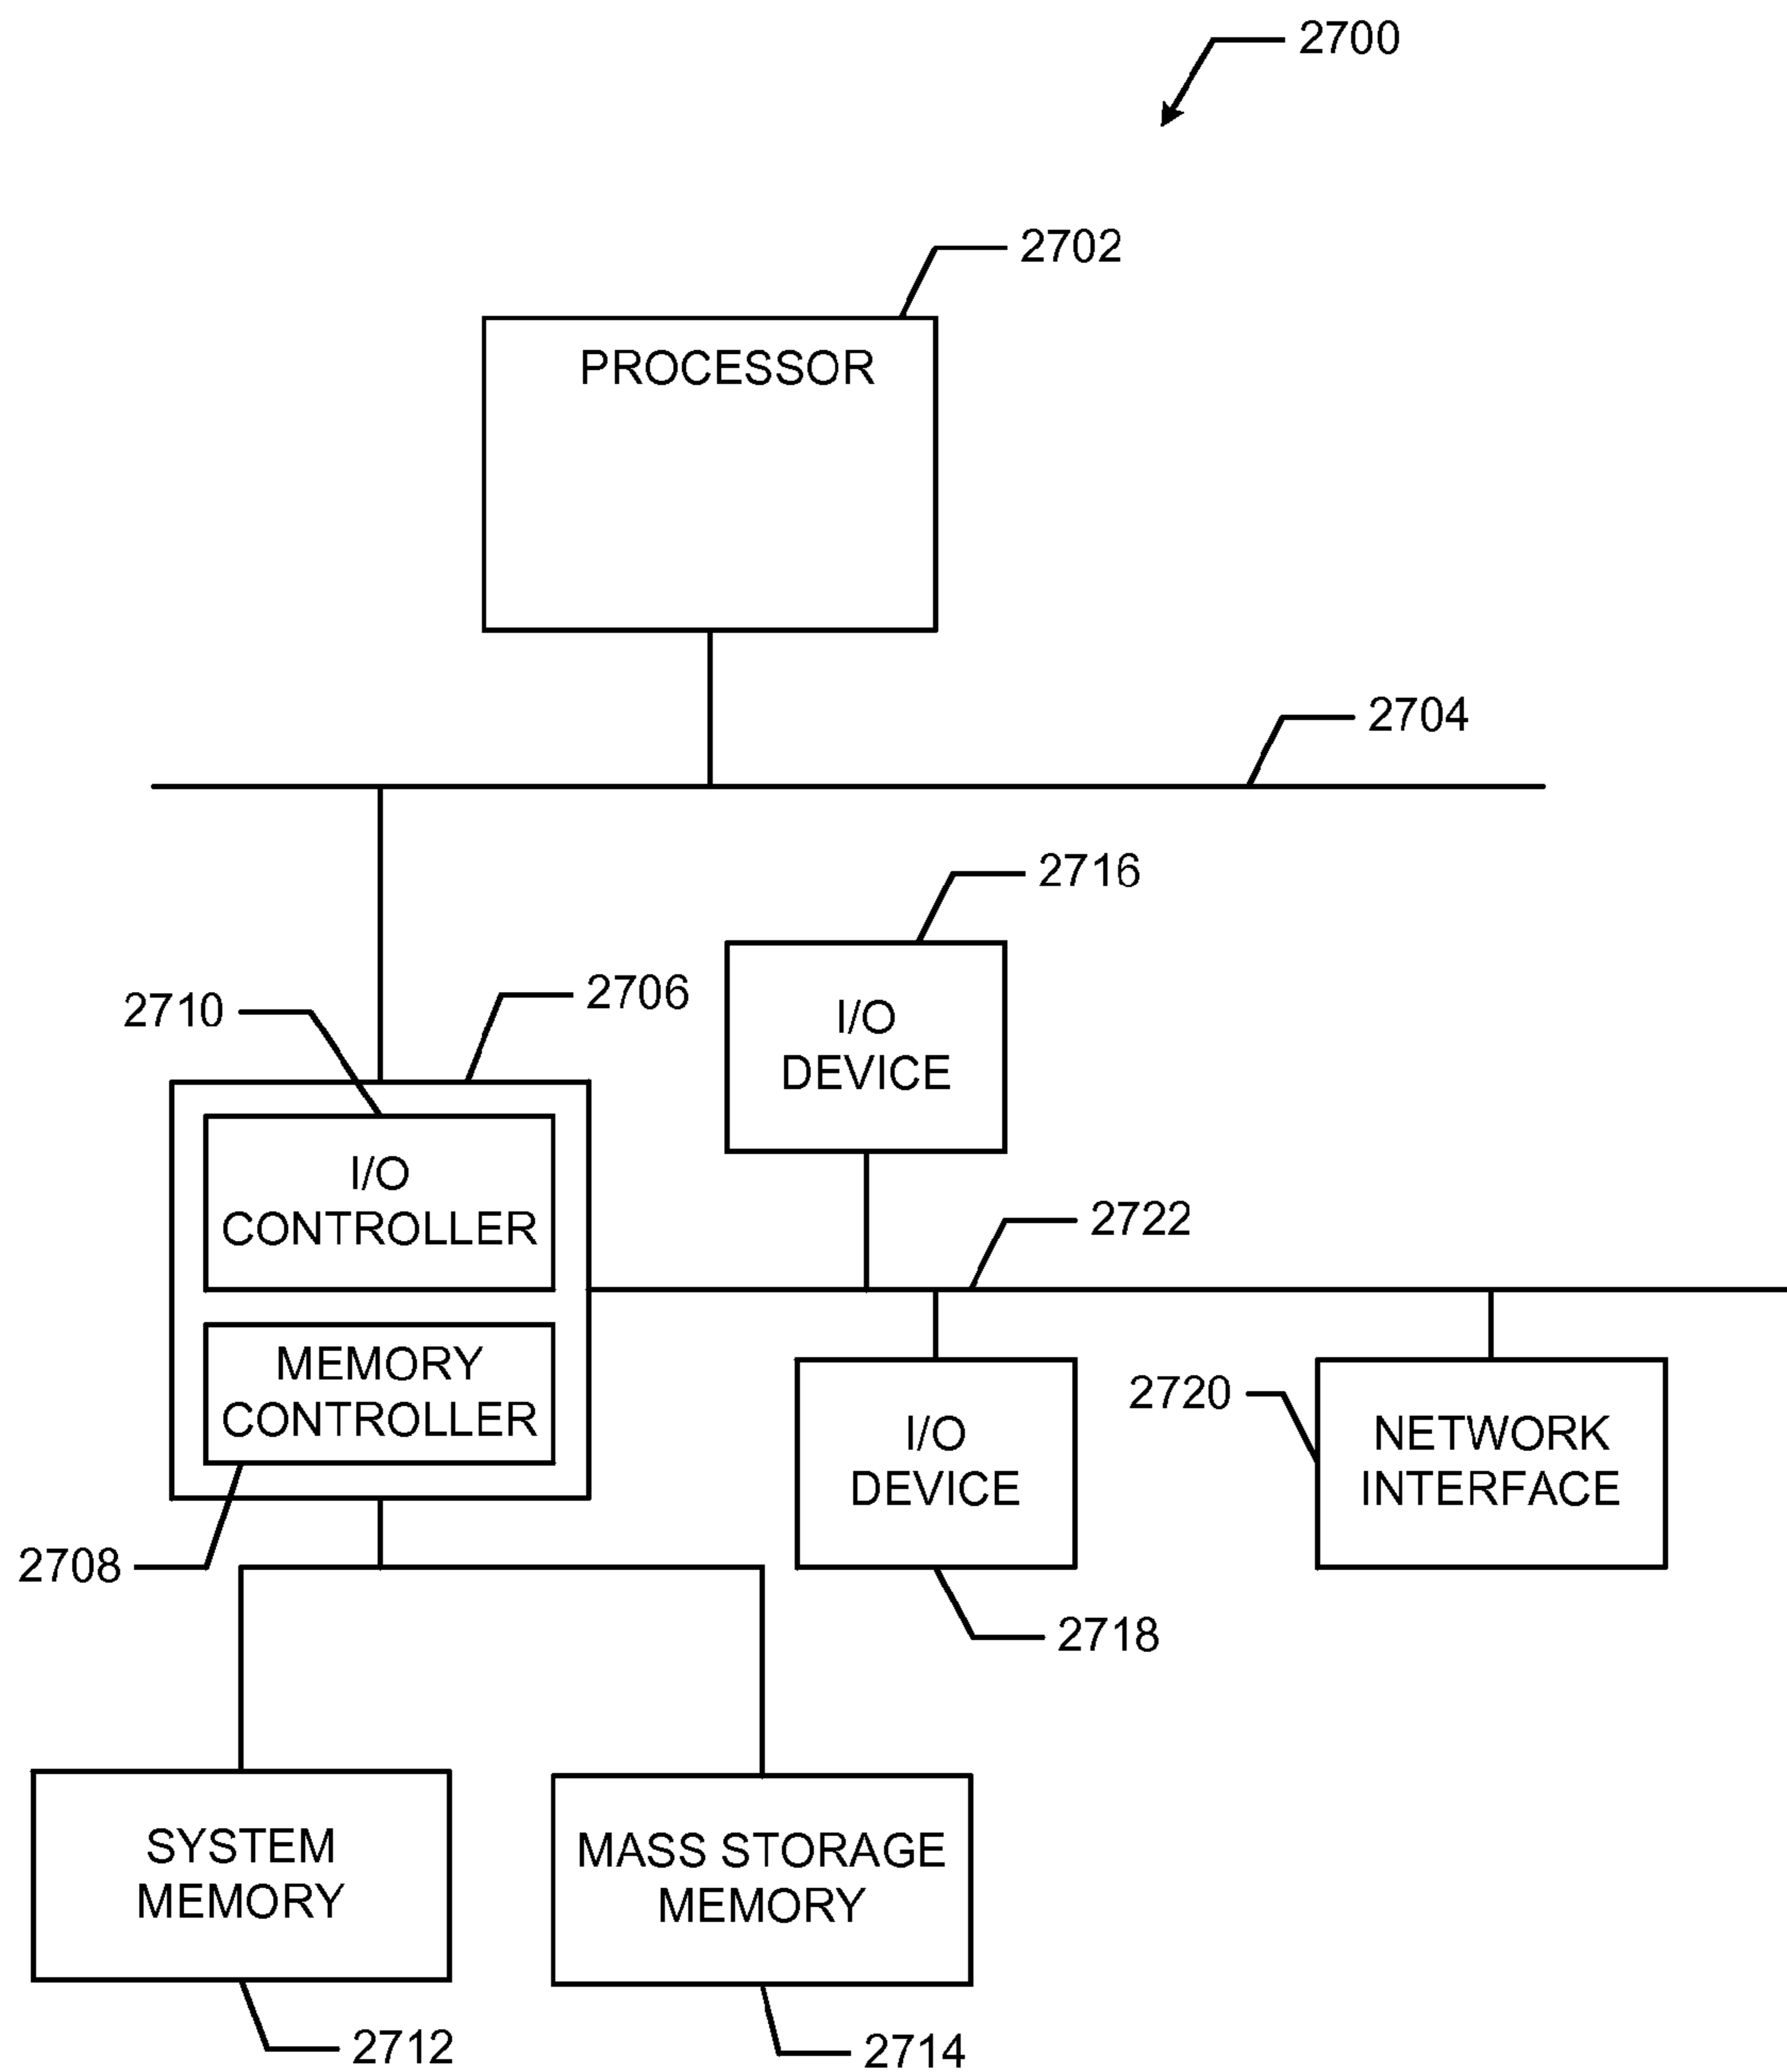 2700
2702
PROCESSOR
2704
2716
2706
2710
I/O
DEVICE
I/O
CONTROLLER
2722
MEMORY
CONTROLLER
2720
I/O
DEVICE
NETWORK
INTERFACE
2708
2718
SYSTEM
MEMORY
MASS STORAGE
MEMORY
2712
2714